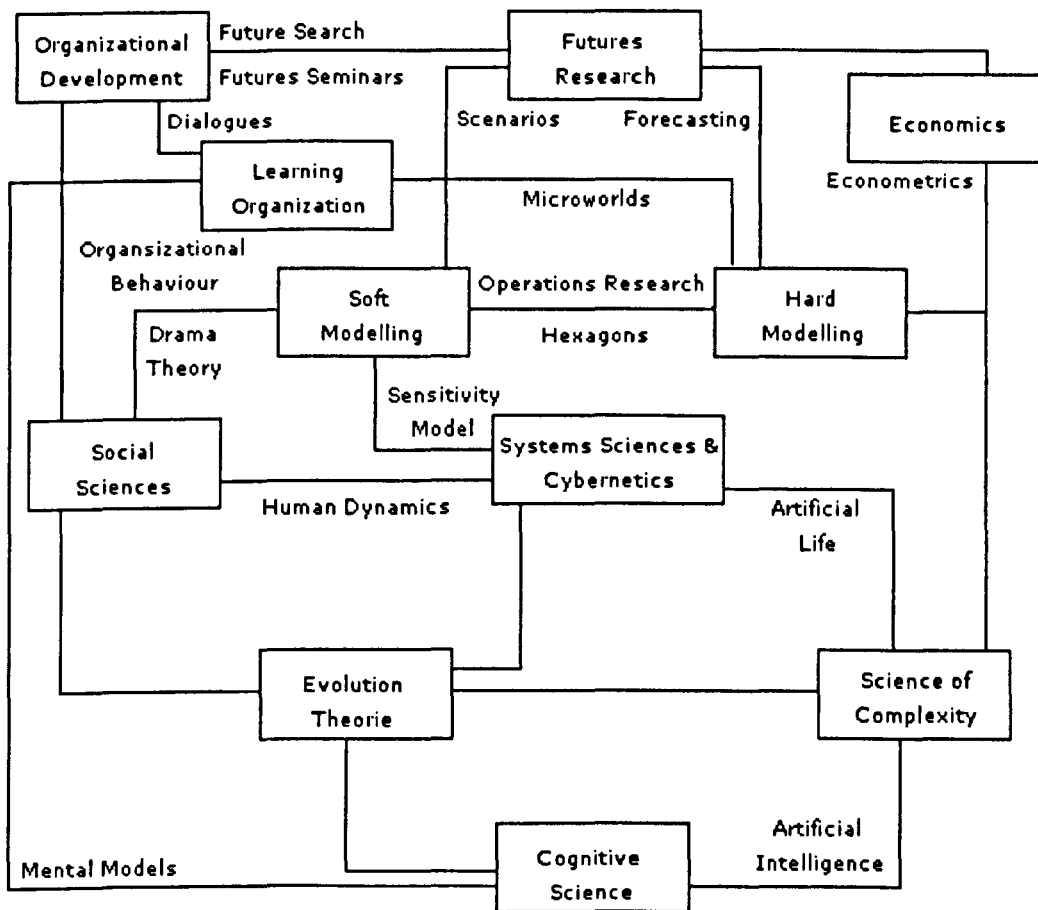 Organizational
Development
Future Search
Futures Seminars
Futures
Research
Dialogues
Scenarios
Forecasting
Economics
Econometrics
Learning
Organization
Microworlds
Organsizational
Behaviour
Drama
Theory
Soft
Modelling
Operations Research
Hexagons
Hard
Modelling
Sensitivity
Model
Social
Sciences
Human Dynamics
Systems Sciences &
Cybernetics
Artificial
Life
Evolution
Theorie
Science of
Complexity
Mental Models
Cognitive
Science
Artificial
Intelligence